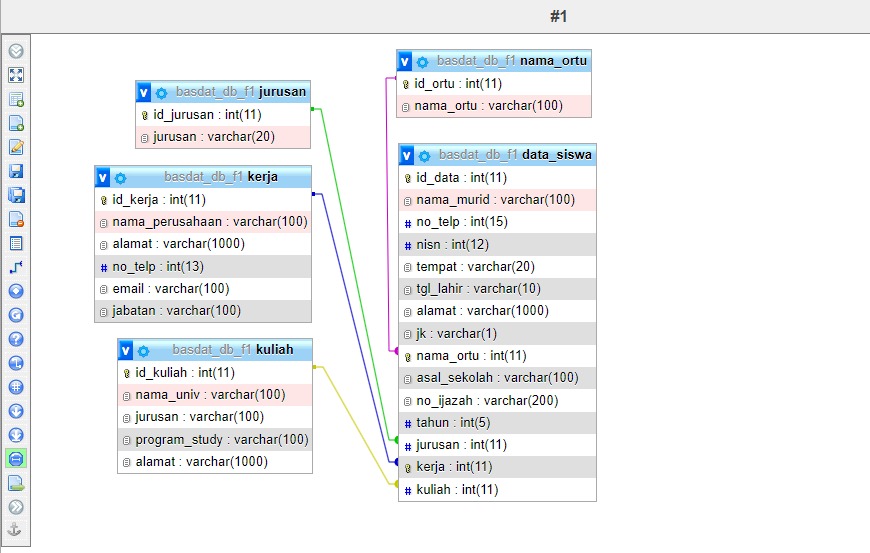 #1
basdat_db_f1 jurusan
id_jurusan : int(11)
jurusan : varchar(20)
basdat_db_f1 kerja
id_kerja : int(11)
nama_perusahaan : varchar(100)
alamat : varchar(1000)
# no_telp : int(13)
email : varchar(100)
jabatan : varchar(100)
basdat_db_f1 kuliah
id_kuliah : int(11)
nama_univ : varchar(100)
jurusan : varchar(100)
program_study : varchar(100)
alamat : varchar(1000)
basdat_db_f1 nama_ortu
id_ortu : int(11)
nama_ortu : varchar(100)
basdat_db_f1 data_siswa
id_data : int(11)
nama_murid : varchar(100)
# no_telp : int(15)
# nisn : int(12)
tempat : varchar(20)
tgl_lahir : varchar(10)
alamat : varchar(1000)
jk : varchar(1)
nama_ortu : int(11)
asal_sekolah : varchar(100)
no_ijazah : varchar(200)
# tahun : int(5)
# jurusan : int(11)
kerja : int(11)
# kuliah : int(11)